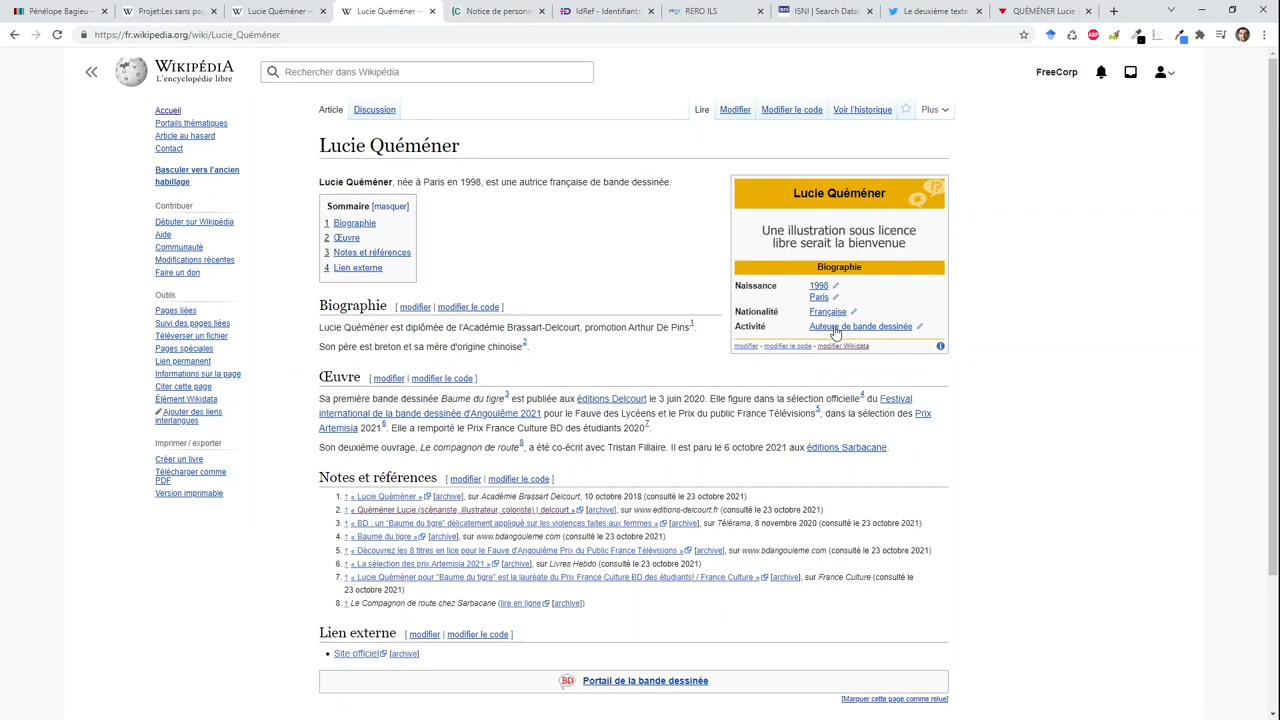 Pénélope Bagieu
Projet:Les sans pag
Lucie Quéméner —
Lucie Quéméner —
Notice de personn
IdRef - Identifiants
RERO ILS
ISNI | Search Datab
Le deuxième texte
QUÉMÉNER Lucie
https://fr.wikipedia.org/wiki/Lucie_Quéméner
WIKIPÉDIA
L'encyclopédie libre
Rechercher dans Wikipédia
FreeCorp
Accueil
Portails thématiques
Article au hasard
Contact
Basculer vers l'ancien
habillage
Contribuer
Débuter sur Wikipédia
Aide
Communauté
Modifications récentes
Faire un don
Outils
Pages liées
Suivi des pages liées
Téléverser un fichier
Pages spéciales
Lien permanent
Informations sur la page
Citer cette page
Élément Wikidata
Ajouter des liens
interlangues
Imprimer / exporter
Créer un livre
Télécharger comme
PDF
Version imprimable
Article Discussion Lire Modifier Modifier le code Voir l'historique Plus
Lucie Quéméner
Lucie Quéméner, née à Paris en 1998, est une autrice française de bande dessinée.
Sommaire [masquer]
1 Biographie
2 Œuvre
3 Notes et références
4 Lien externe
Lucie Quéméner
Une illustration sous licence
libre serait la bienvenue
Biographie
Naissance 1998
Paris
Nationalité Française
Activité Auteure de bande dessinée
modifier - modifier le code - modifier Wikidata
Biographie [ modifier | modifier le code ]
Lucie Quéméner est diplômée de l'Académie Brassart-Delcourt, promotion Arthur De Pins1.
Son père est breton et sa mère d'origine chinoise2.
Œuvre [ modifier | modifier le code ]
Sa première bande dessinée Baume du tigre3 est publiée aux éditions Delcourt le 3 juin 2020. Elle figure dans la sélection officielle4 du Festival
international de la bande dessinée d'Angoulême 2021 pour le Fauve des Lycéens et le Prix du public France Télévisions5, dans la sélection des Prix
Artemisia 20216. Elle a remporté le Prix France Culture BD des étudiants 20207.
Son deuxième ouvrage, Le compagnon de route8, a été co-écrit avec Tristan Fillaire. Il est paru le 6 octobre 2021 aux éditions Sarbacane.
Notes et références [ modifier | modifier le code ]
1. ↑ « Lucie Quéméner » [archive], sur Académie Brassart Delcourt, 10 octobre 2018 (consulté le 23 octobre 2021)
2. ↑ « Quéméner Lucie (scénariste, illustrateur, coloriste) | delcourt » [archive], sur www.editions-delcourt.fr (consulté le 23 octobre 2021)
3. ↑ « BD : un “Baume du tigre” délicatement appliqué sur les violences faites aux femmes » [archive], sur Télérama, 8 novembre 2020 (consulté le 23 octobre 2021)
4. ↑ « Baume du tigre » [archive], sur www.bdangouleme.com (consulté le 23 octobre 2021)
5. ↑ « Découvrez les 8 titres en lice pour le Fauve d'Angoulême Prix du Public France Télévisions » [archive], sur www.bdangouleme.com (consulté le 23 octobre 2021)
6. ↑ « La sélection des prix Artemisia 2021 » [archive], sur Livres Hebdo (consulté le 23 octobre 2021)
7. ↑ « Lucie Quéméner pour “Baume du tigre” est la lauréate du Prix France Culture BD des étudiants! / France Culture » [archive], sur France Culture (consulté le
23 octobre 2021)
8. ↑ Le Compagnon de route chez Sarbacane (lire en ligne [archive])
Lien externe [ modifier | modifier le code ]
Site officiel [archive]
BD Portail de la bande dessinée
[Marquer cette page comme relue]